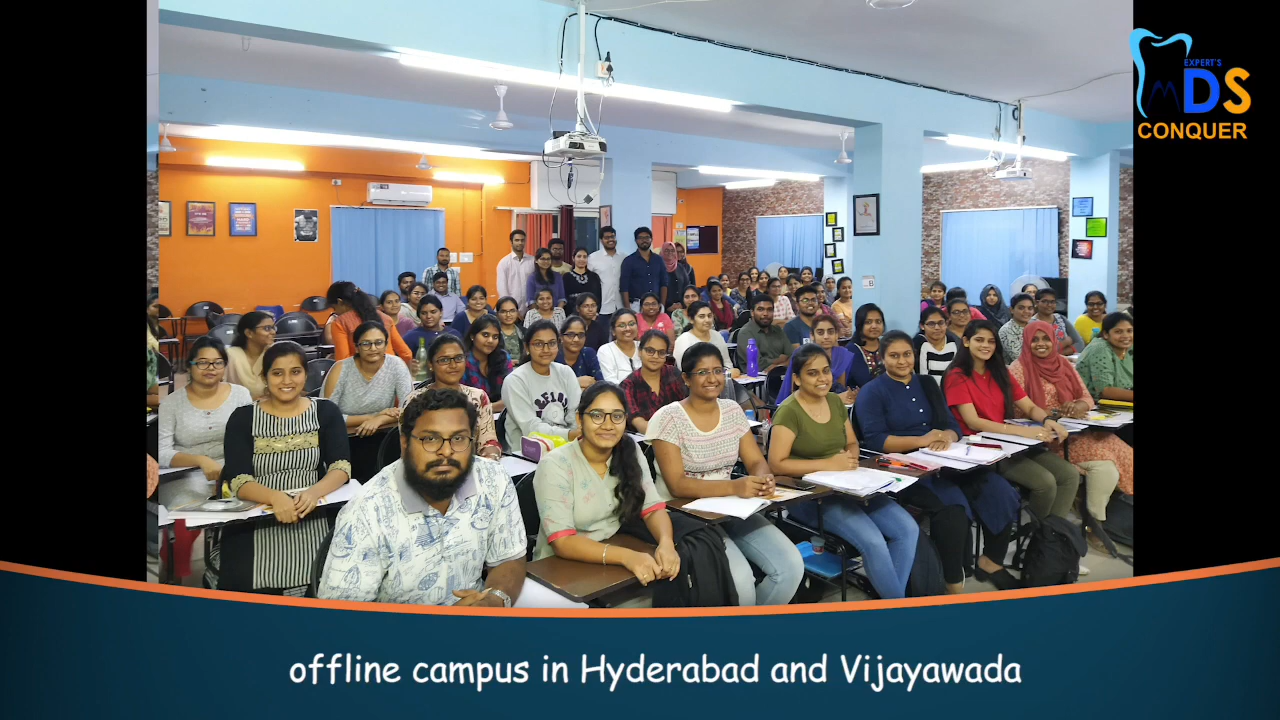 EXPERT'S
MDS
CONQUER
B
offline campus in Hyderabad and Vijayawada